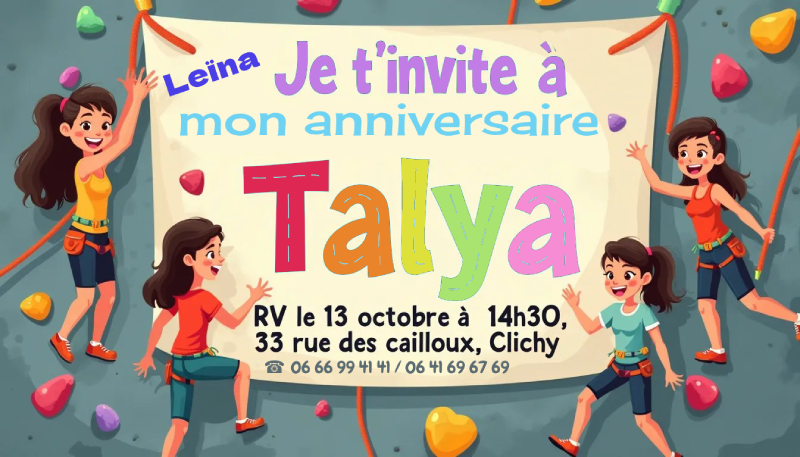 Leïna Je t'invite à
mon anniversaire
Talya
RV le 13 octobre à 14h30,
33 rue des cailloux, Clichy
☎ 06 66 99 41 41 / 06 41 69 67 69